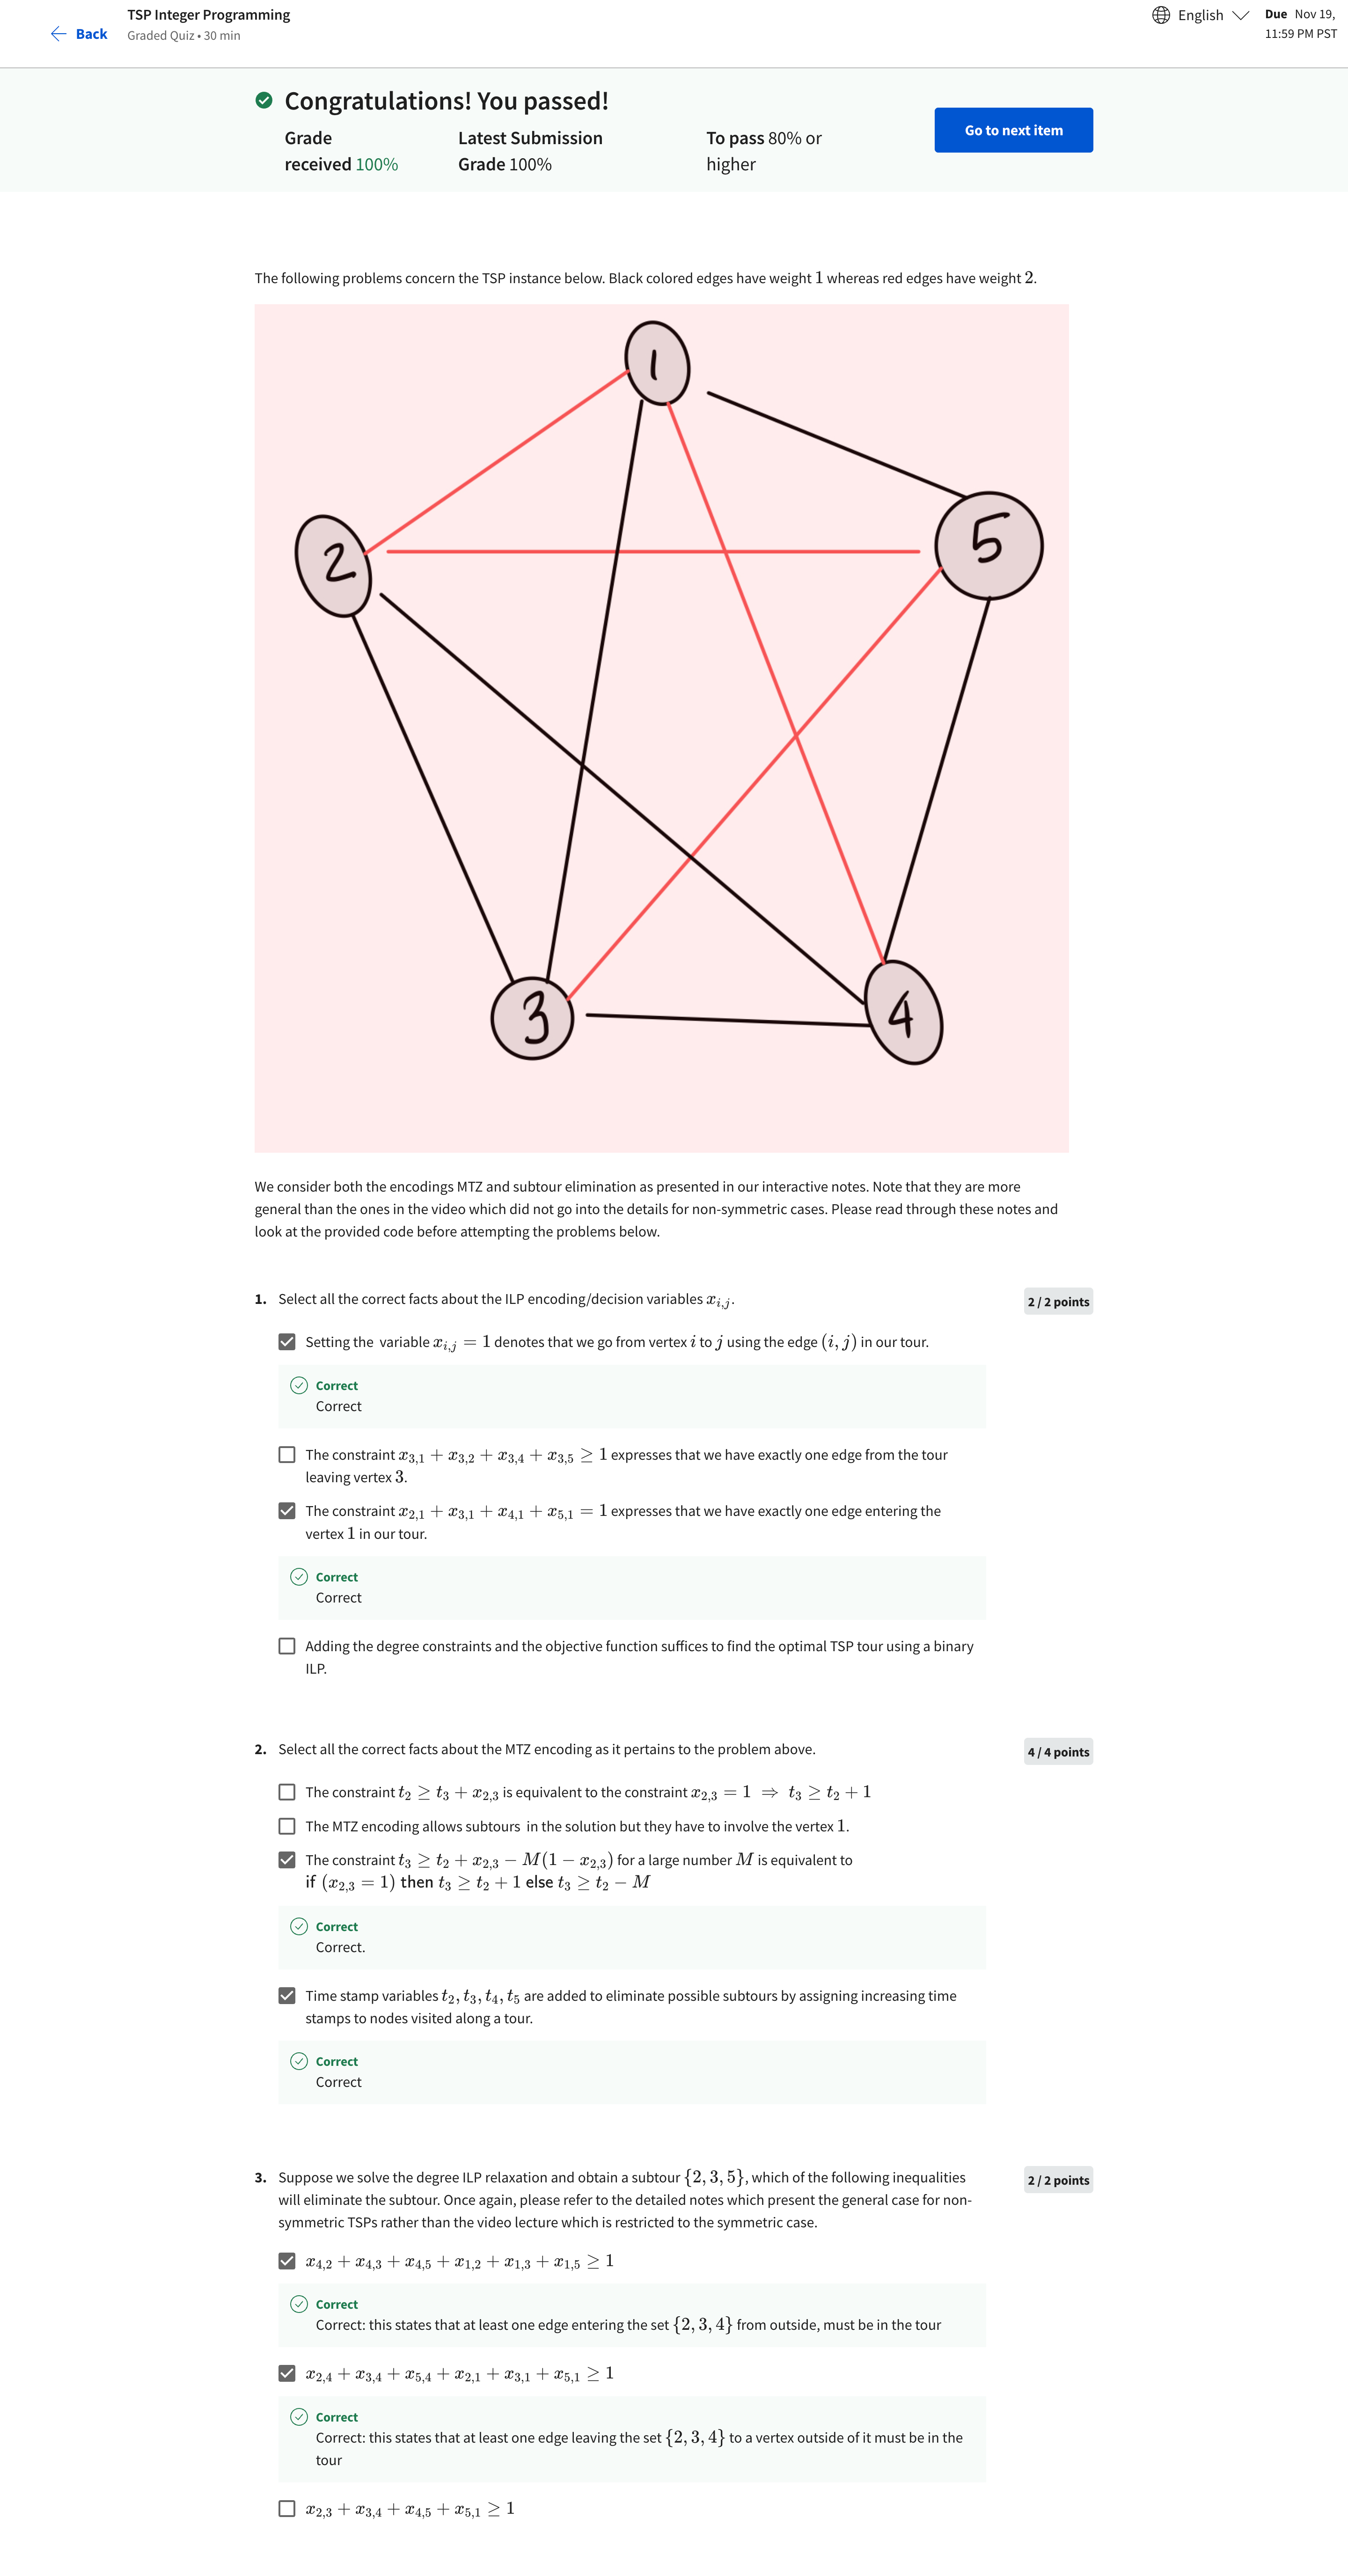 Back
TSP Integer Programming
Graded Quiz • 30 min
English
Due Nov 19,
11:59 PM PST
Congratulations! You passed!
Grade
received 100%
Latest Submission
Grade 100%
To pass 80% or
higher
Go to next item
The following problems concern the TSP instance below. Black colored edges have weight 1 whereas red edges have weight 2.
1
2
5
3
4
We consider both the encodings MTZ and subtour elimination as presented in our interactive notes. Note that they are more
general than the ones in the video which did not go into the details for non-symmetric cases. Please read through these notes and
look at the provided code before attempting the problems below.
1. Select all the correct facts about the ILP encoding/decision variables $x_{i,j}$.
2 / 2 points
Setting the variable $x_{i,j} = 1$ denotes that we go from vertex $i$ to $j$ using the edge $(i, j)$ in our tour.
Correct
Correct
The constraint $x_{3,1} + x_{3,2} + x_{3,4} + x_{3,5} \geq 1$ expresses that we have exactly one edge from the tour
leaving vertex 3.
The constraint $x_{2,1} + x_{3,1} + x_{4,1} + x_{5,1} = 1$ expresses that we have exactly one edge entering the
vertex 1 in our tour.
Correct
Correct
Adding the degree constraints and the objective function suffices to find the optimal TSP tour using a binary
ILP.
2. Select all the correct facts about the MTZ encoding as it pertains to the problem above.
4 / 4 points
The constraint $t_2 \geq t_3 + x_{2,3}$ is equivalent to the constraint $x_{2,3} = 1 \Rightarrow t_3 \geq t_2 + 1$
The MTZ encoding allows subtours in the solution but they have to involve the vertex 1.
The constraint $t_3 \geq t_2 + x_{2,3} - M(1 - x_{2,3})$ for a large number $M$ is equivalent to
if $(x_{2,3} = 1)$ then $t_3 \geq t_2 + 1$ else $t_3 \geq t_2 - M$
Correct
Correct.
Time stamp variables $t_2, t_3, t_4, t_5$ are added to eliminate possible subtours by assigning increasing time
stamps to nodes visited along a tour.
Correct
Correct
3. Suppose we solve the degree ILP relaxation and obtain a subtour $\{2, 3, 5\}$, which of the following inequalities
2 / 2 points
will eliminate the subtour. Once again, please refer to the detailed notes which present the general case for non-
symmetric TSPs rather than the video lecture which is restricted to the symmetric case.
$x_{4,2} + x_{4,3} + x_{4,5} + x_{1,2} + x_{1,3} + x_{1,5} \geq 1$
Correct
Correct: this states that at least one edge entering the set $\{2, 3, 4\}$ from outside, must be in the tour
$x_{2,4} + x_{3,4} + x_{5,4} + x_{2,1} + x_{3,1} + x_{5,1} \geq 1$
Correct
Correct: this states that at least one edge leaving the set $\{2, 3, 4\}$ to a vertex outside of it must be in the
tour
$x_{2,3} + x_{3,4} + x_{4,5} + x_{5,1} \geq 1$